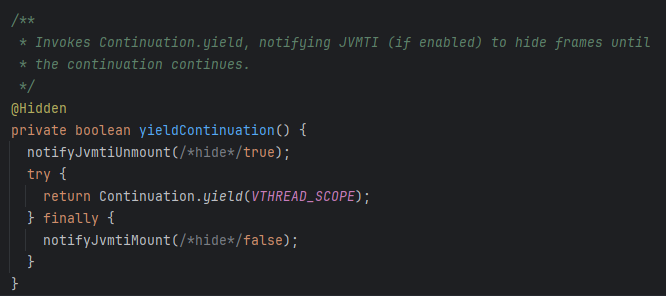 /**
 * Invokes Continuation.yield, notifying JVMTI (if enabled) to hide frames until
 * the continuation continues.
 */
@Hidden
private boolean yieldContinuation() {
  notifyJvmtiUnmount(/*hide*/true);
  try {
    return Continuation.yield(VTHREAD_SCOPE);
  } finally {
    notifyJvmtiMount(/*hide*/false);
  }
}